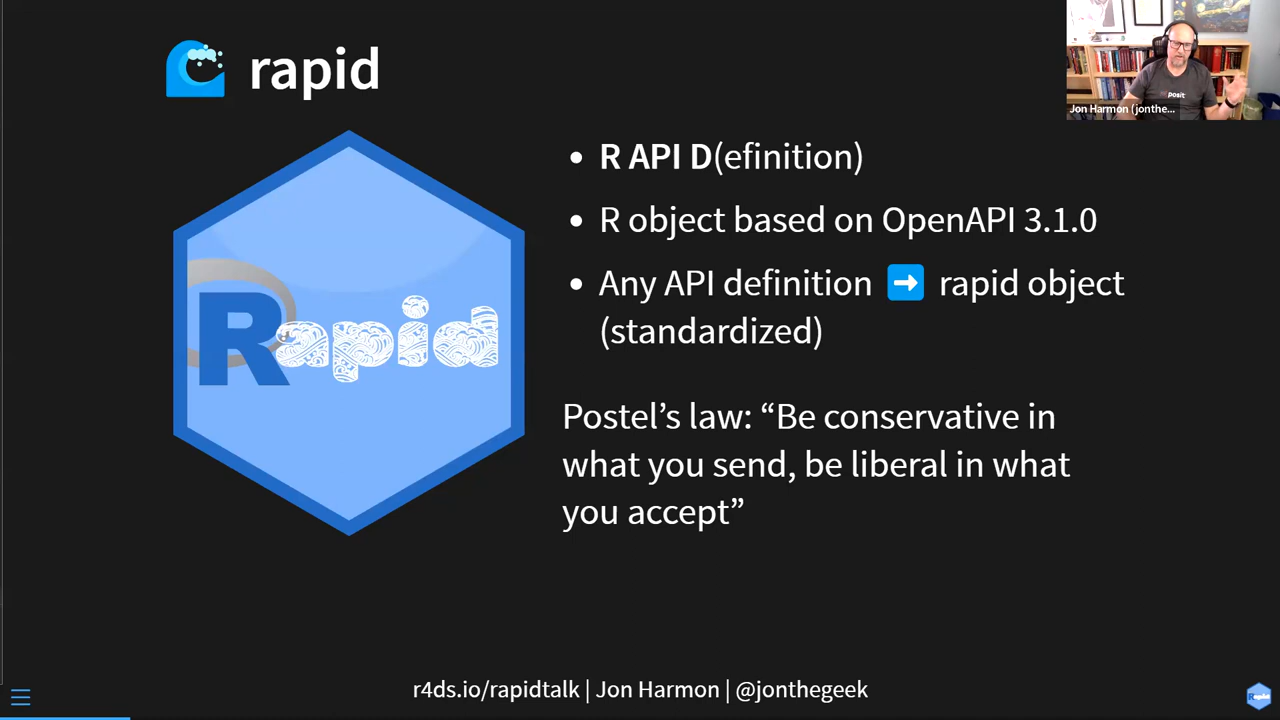 rapid
posit
Jon Harmon (jonthe...
Rapid
R API D(efinition)
R object based on OpenAPI 3.1.0
Any API definition ➡ rapid object
(standardized)
Postel’s law: “Be conservative in
what you send, be liberal in what
you accept”
r4ds.io/rapidtalk | Jon Harmon | @jonthegeek
Rapid